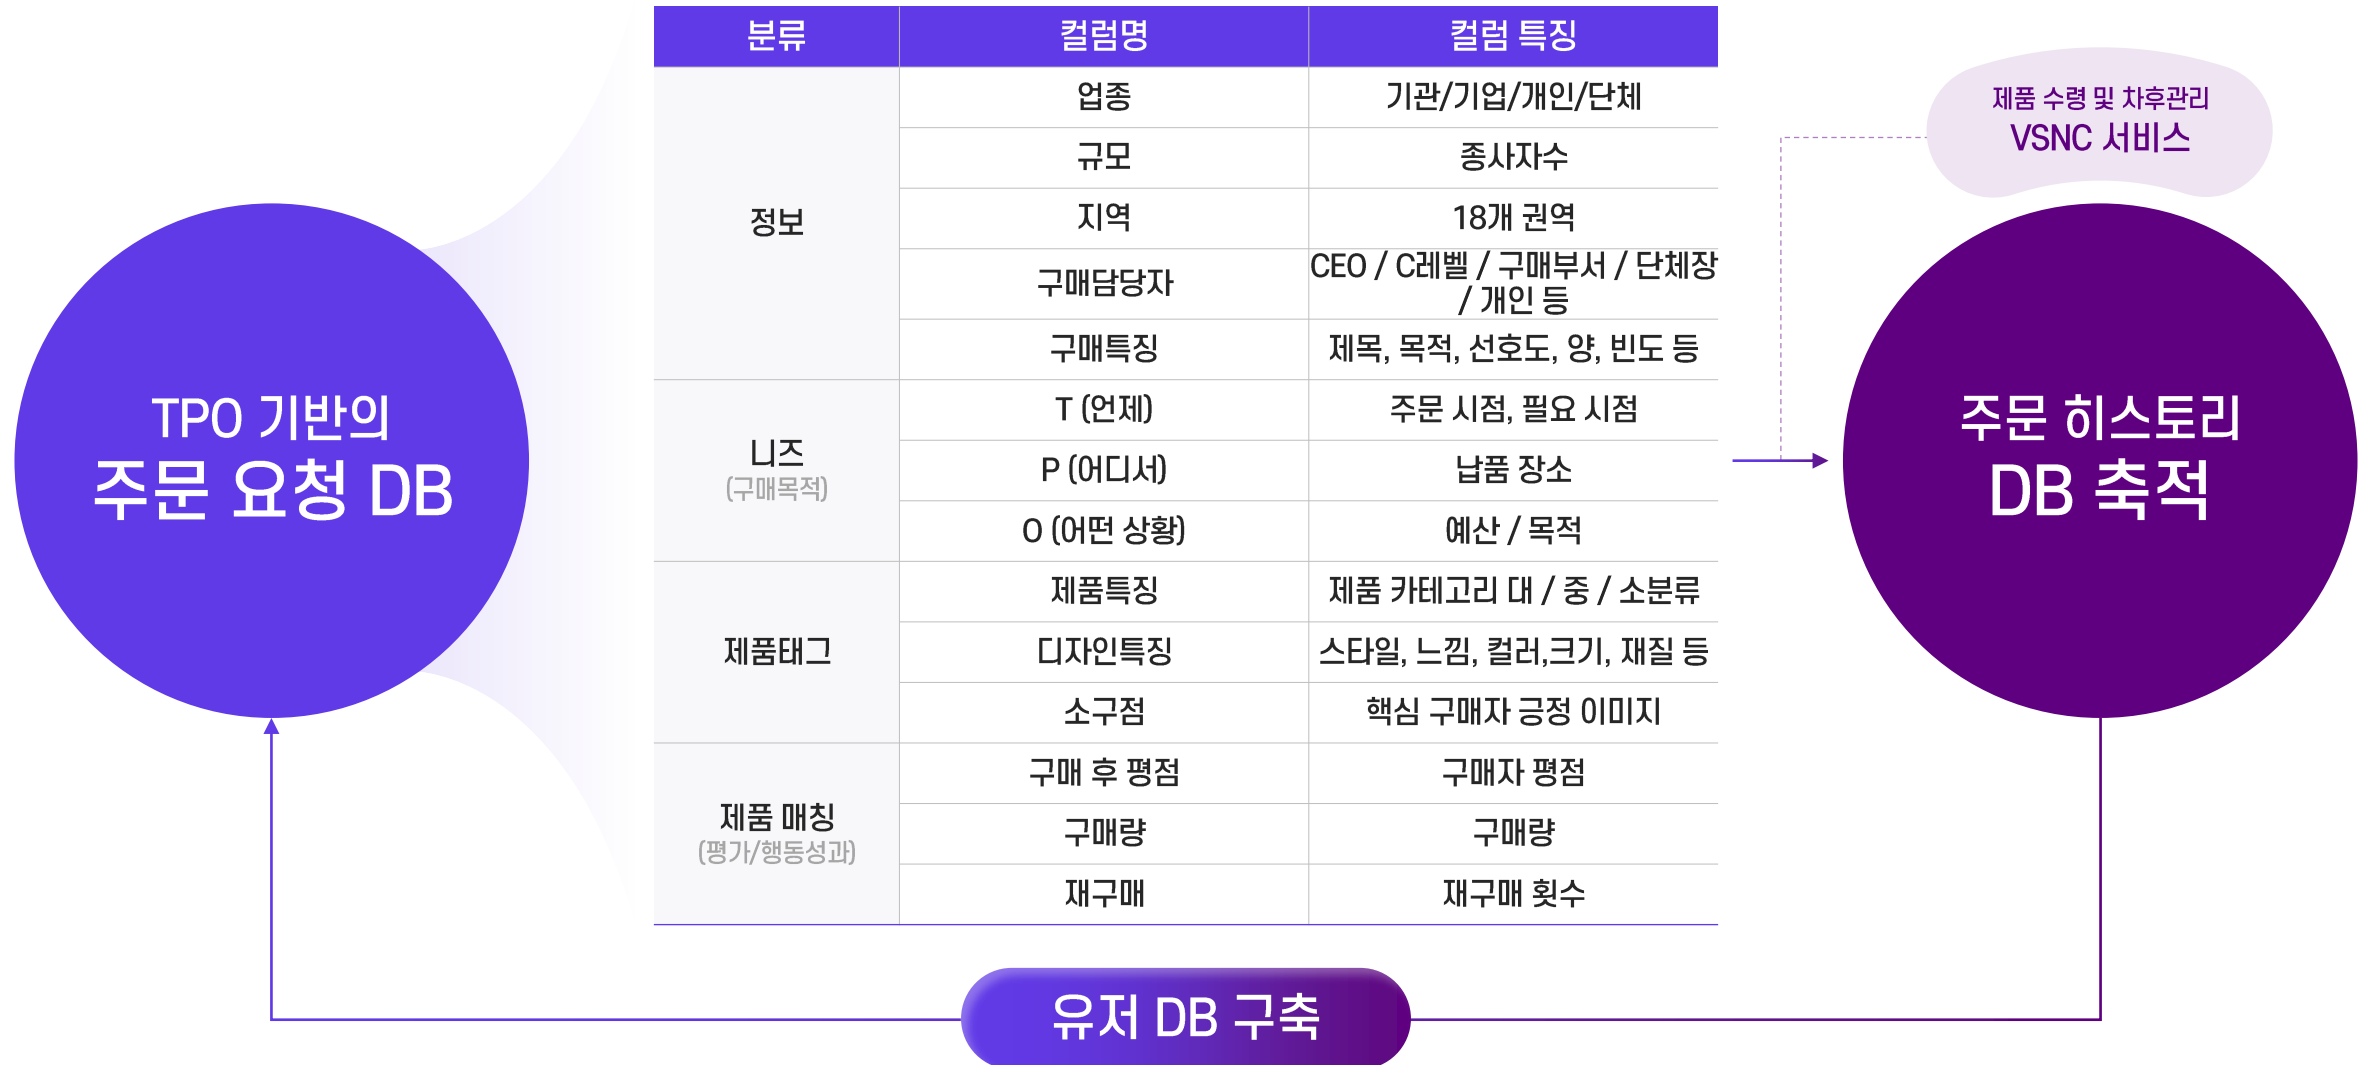 TPO 기반의
주문 요청 DB
분류 컬럼명 컬럼 특징
정보
업종 기관/기업/개인/단체
규모 종사자수
지역 18개 권역
구매담당자 CEO / C레벨 / 구매부서 / 단체장
/ 개인 등
구매특징 제목, 목적, 선호도, 양, 빈도 등
니즈
(구매목적)
T (언제) 주문 시점, 필요 시점
P (어디서) 납품 장소
O (어떤 상황) 예산 / 목적
제품태그
제품특징 제품 카테고리 대 / 중 / 소분류
디자인특징 스타일, 느낌, 컬러,크기, 재질 등
소구점 핵심 구매자 긍정 이미지
제품 매칭
(평가/행동성과)
구매 후 평점 구매자 평점
구매량 구매량
재구매 재구매 횟수
제품 수령 및 차후관리
VSNC 서비스
주문 히스토리
DB 축적
유저 DB 구축